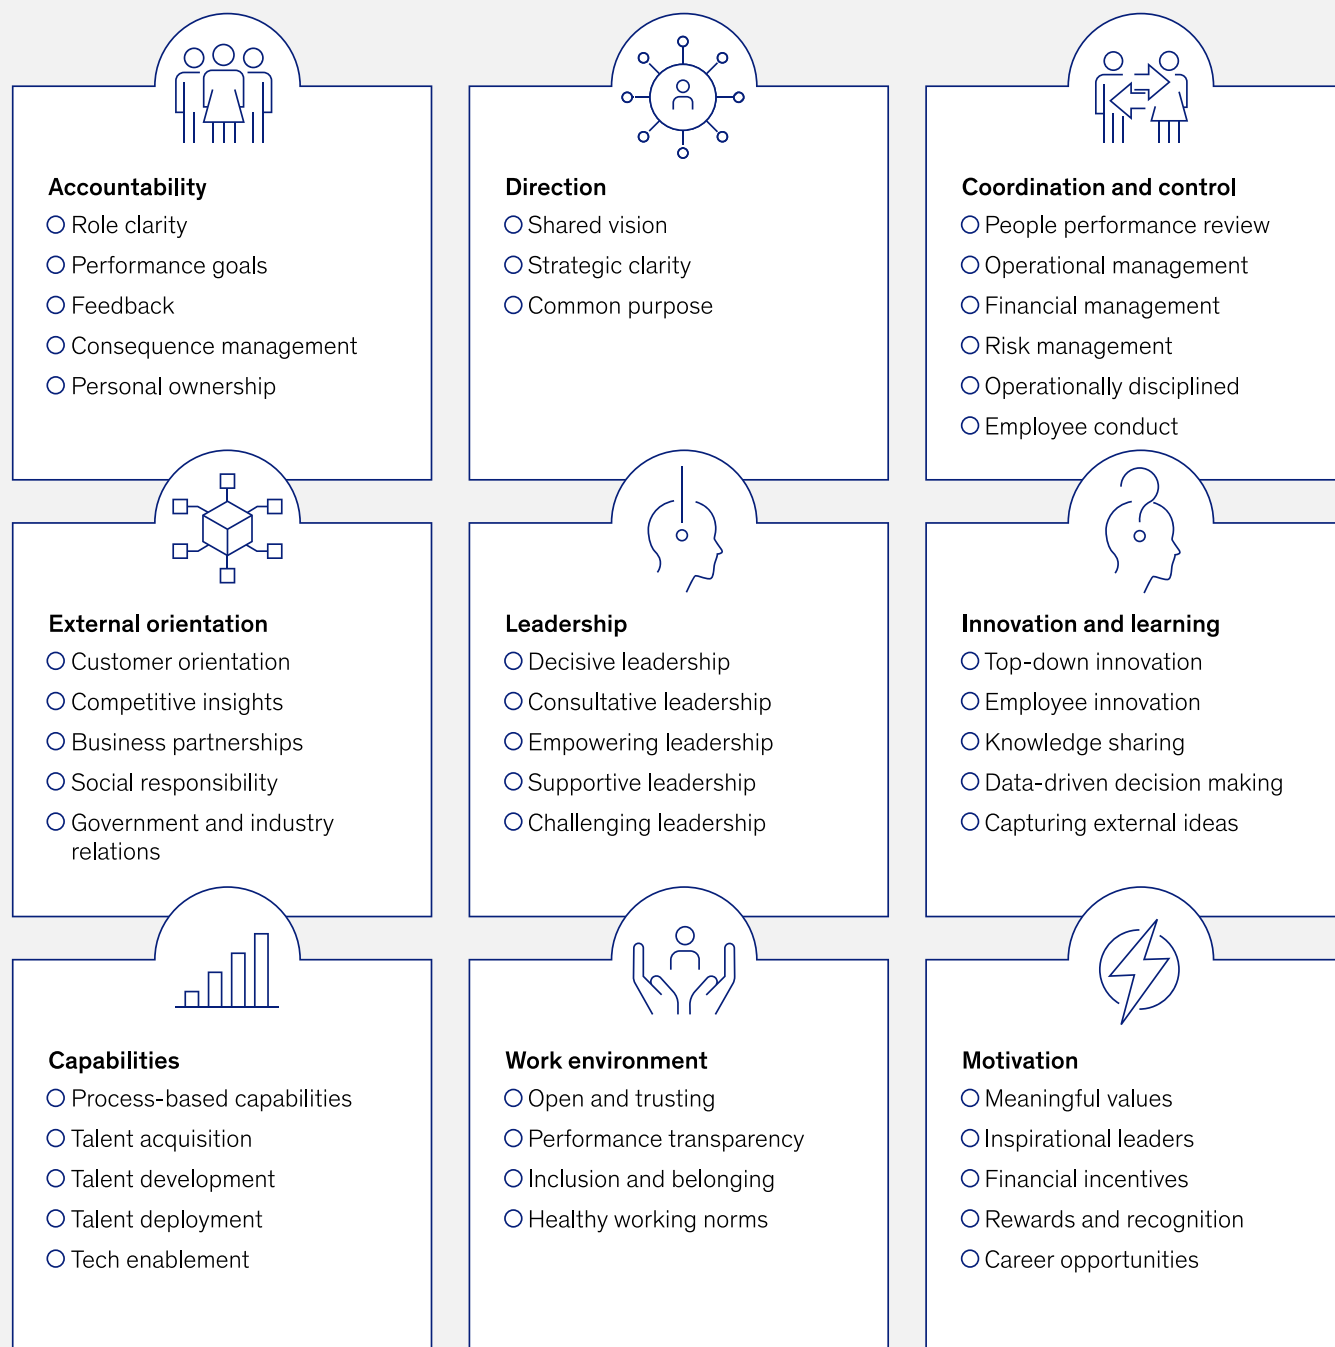 Accountability
Role clarity
Performance goals
Feedback
Consequence management
Personal ownership
Direction
Shared vision
Strategic clarity
Common purpose
Coordination and control
People performance review
Operational management
Financial management
Risk management
Operationally disciplined
Employee conduct
External orientation
Customer orientation
Competitive insights
Business partnerships
Social responsibility
Government and industry
relations
Leadership
Decisive leadership
Consultative leadership
Empowering leadership
Supportive leadership
Challenging leadership
Innovation and learning
Top-down innovation
Employee innovation
Knowledge sharing
Data-driven decision making
Capturing external ideas
Capabilities
Process-based capabilities
Talent acquisition
Talent development
Talent deployment
Tech enablement
Work environment
Open and trusting
Performance transparency
Inclusion and belonging
Healthy working norms
Motivation
Meaningful values
Inspirational leaders
Financial incentives
Rewards and recognition
Career opportunities